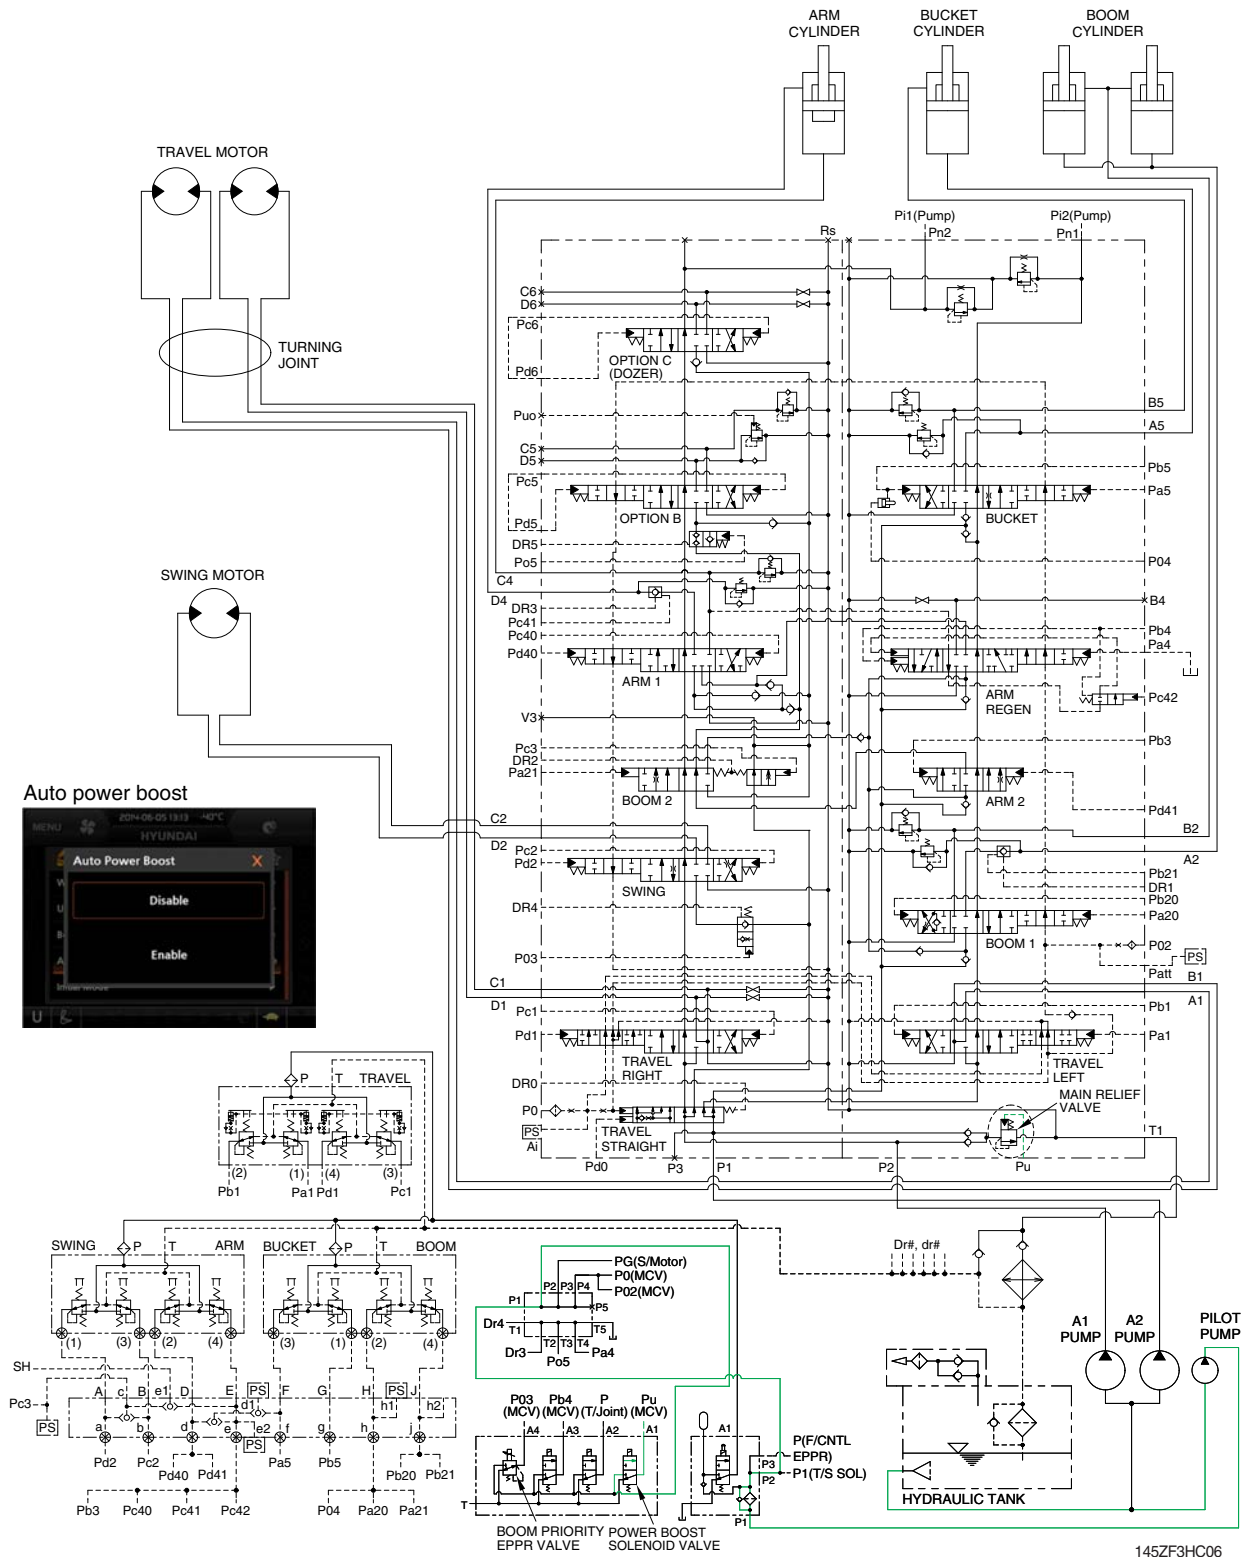 ARM
CYLINDER
BUCKET
CYLINDER
BOOM
CYLINDER
TRAVEL MOTOR
TURNING
JOINT
Pi1(Pump)
Pn2
Pi2(Pump)
Pn1
Rs
C6
D6
Pc6
OPTION C
(DOZER)
Pd6
Puo
C5
D5
Pc5
Pd5
OPTION B
DR5
Po5
B5
A5
Pb5
Pa5
BUCKET
P04
SWING MOTOR
C4
D4
DR3
Pc41
Pc40
Pd40
ARM 1
B4
Pb4
Pa4
ARM
REGEN
Pc42
V3
Pc3
DR2
Pa21
BOOM 2
Pb3
ARM 2
Pd41
C2
D2
Pc2
Pd2
SWING
DR4
P03
B2
A2
Pb21
DR1
Pb20
Pa20
BOOM 1
P02
PS
Patt
C1
D1
Pc1
Pd1
TRAVEL
RIGHT
B1
A1
Pb1
Pa1
TRAVEL
LEFT
DR0
P0
PS
Ai
TRAVEL
STRAIGHT
MAIN RELIEF
VALVE
T1
Pd0
P3
P1
P2
Pu
Auto power boost
MENU
2014-06-05 13:13
-40°C
HYUNDAI
Auto Power Boost
X
Disable
Enable
U
P
T
TRAVEL
(2)
(1)
(4)
(3)
Pb1
Pa1
Pd1
Pc1
SWING
P
T
ARM
BUCKET
P
T
BOOM
(1)
(3)
(2)
(4)
(3)
(1)
(2)
(4)
SH
Pc3
PS
A
c
B
e1
D
E
d1
PS
F
G
H
PS
h1
J
h2
a
b
d
e
e2
f
g
h
j
PS
Pd2
Pc2
Pd40
Pd41
Pa5
Pb5
Pb20
Pb21
Pb3
Pc40
Pc41
Pc42
P04
Pa20
Pa21
PG(S/Motor)
P0(MCV)
P02(MCV)
P1
P2
P3
P4
P5
Dr4
T1
T2
T3
T4
T5
Dr3
Po5
Pa4
P03
(MCV)
Pb4
(MCV)
P
(T/Joint)
Pu
(MCV)
A4
A3
A2
A1
T
BOOM PRIORITY
EPPR VALVE
POWER BOOST
SOLENOID VALVE
A1
P(F/CNTL
EPPR)
P3
P2
P1(T/S SOL)
P1
Dr#, dr#
A1
PUMP
A2
PUMP
PILOT
PUMP
HYDRAULIC TANK
145ZF3HC06